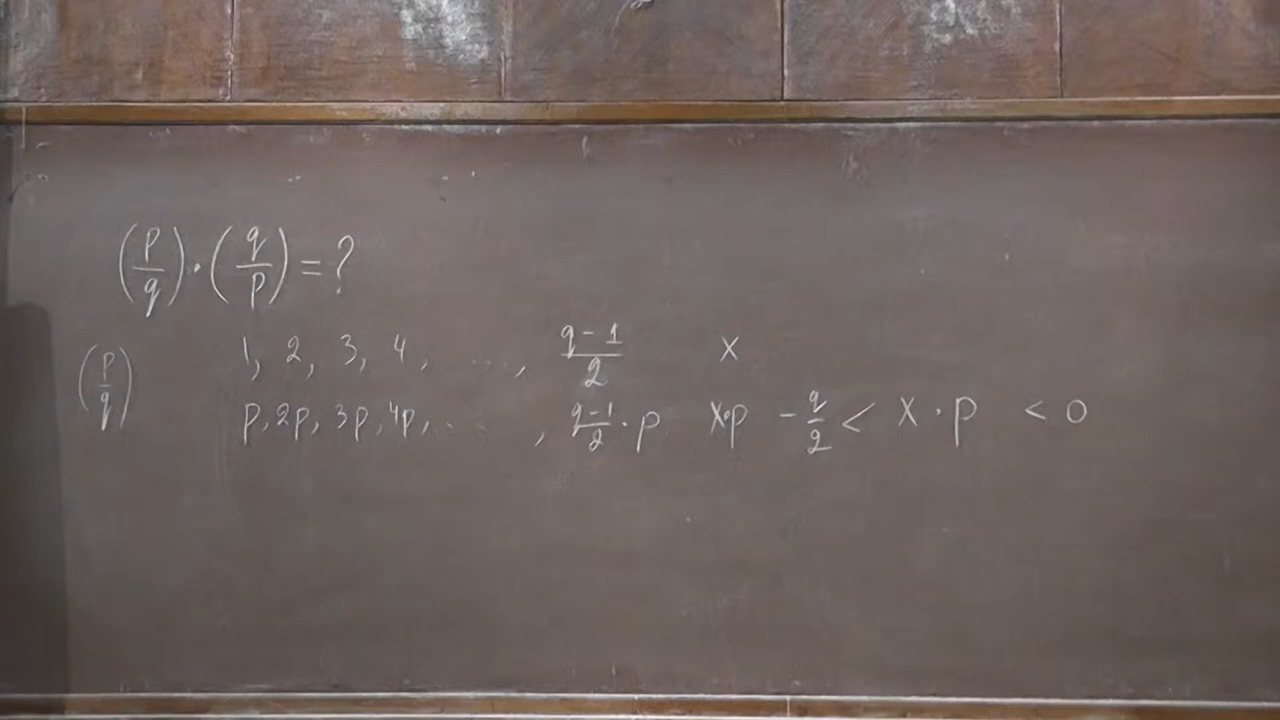 (p/q)·(q/p)=?
(p/q) 1, 2, 3, 4, ..., (q-1)/2 x
p, 2p, 3p, 4p, ..., (q-1)/2·p x·p -q/2 < x·p < 0